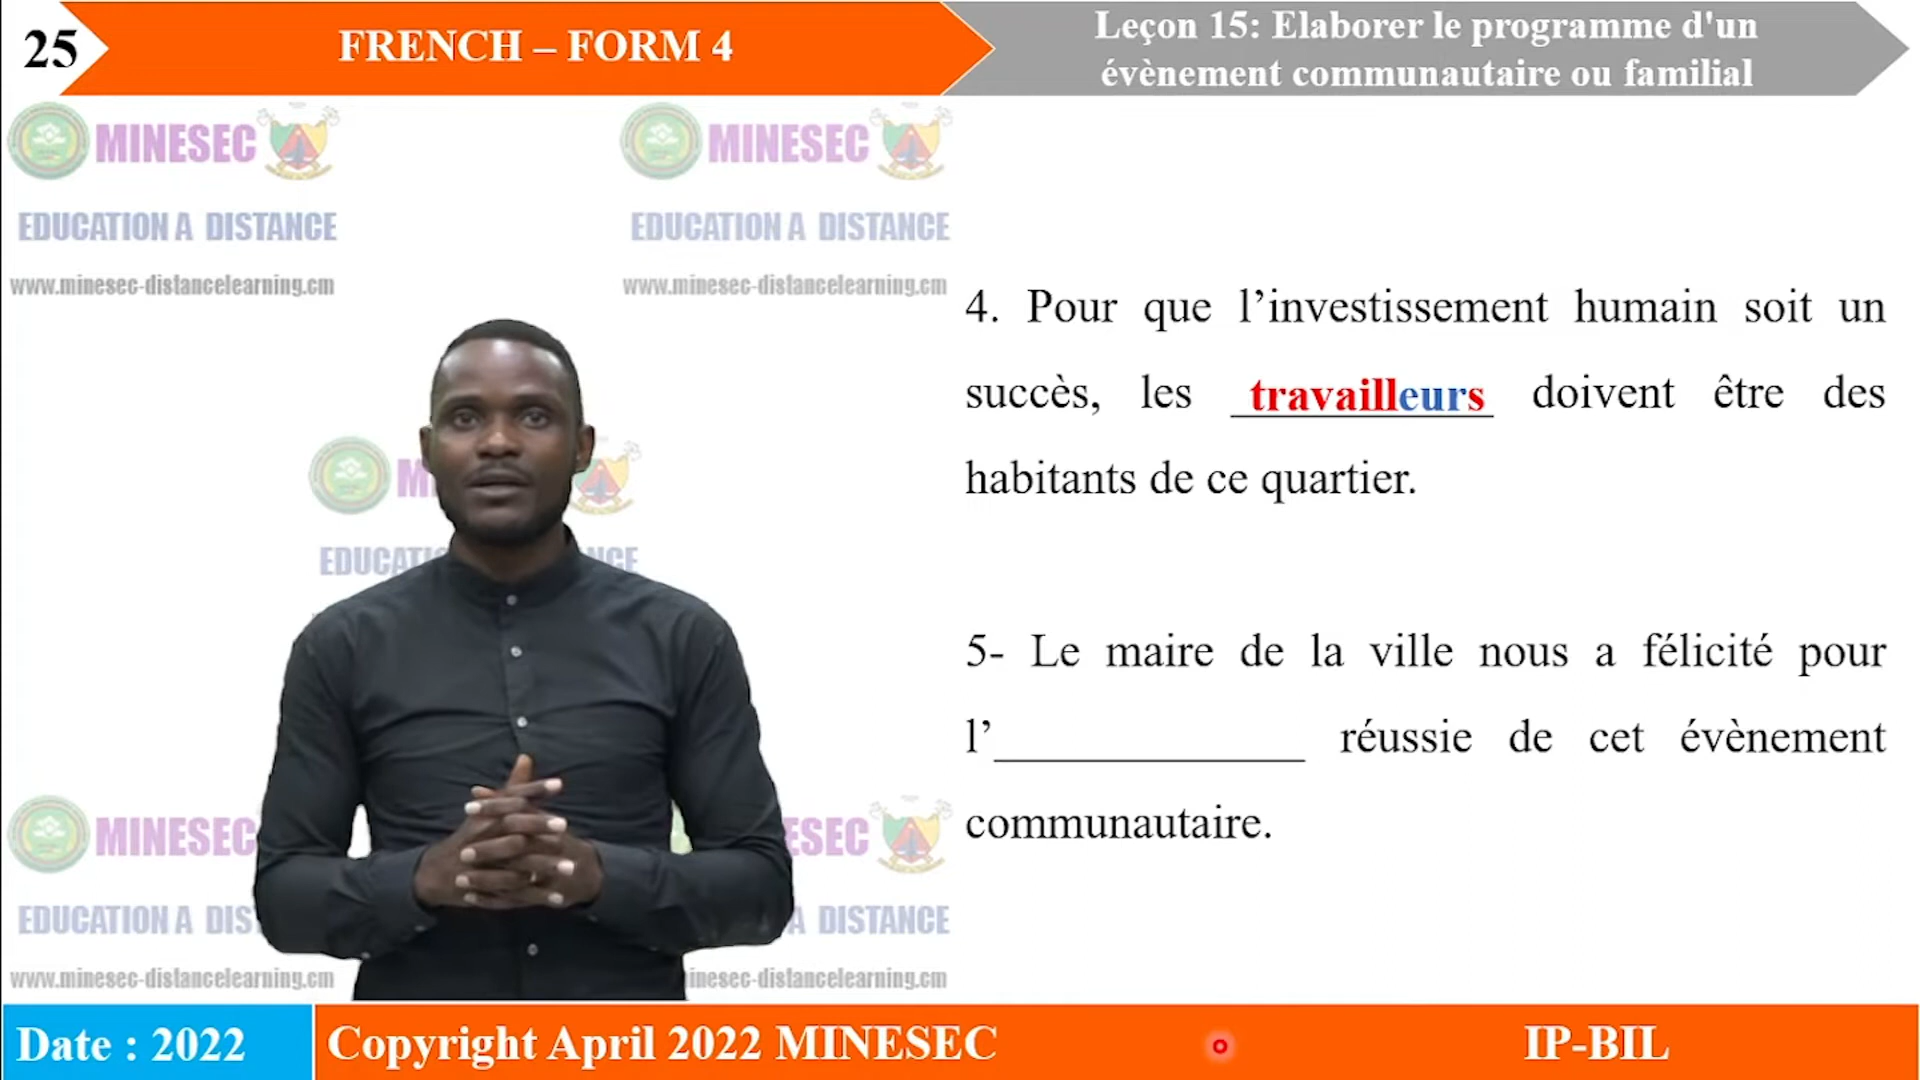 25
FRENCH – FORM 4
Leçon 15: Elaborer le programme d'un
évènement communautaire ou familial
MINESEC
MINESEC
EDUCATION A DISTANCE
EDUCATION A DISTANCE
www.minesec-distancelearning.cm
www.minesec-distancelearning.cm
4. Pour que l’investissement humain soit un
succès, les travailleurs doivent être des
habitants de ce quartier.
5- Le maire de la ville nous a félicité pour
l’______________ réussie de cet évènement
communautaire.
MINESEC
ESEC
EDUCATION A DIS
A DISTANCE
www.minesec-distancelearning.cm
inesec-distancelearning.cm
Date : 2022
Copyright April 2022 MINESEC
IP-BIL